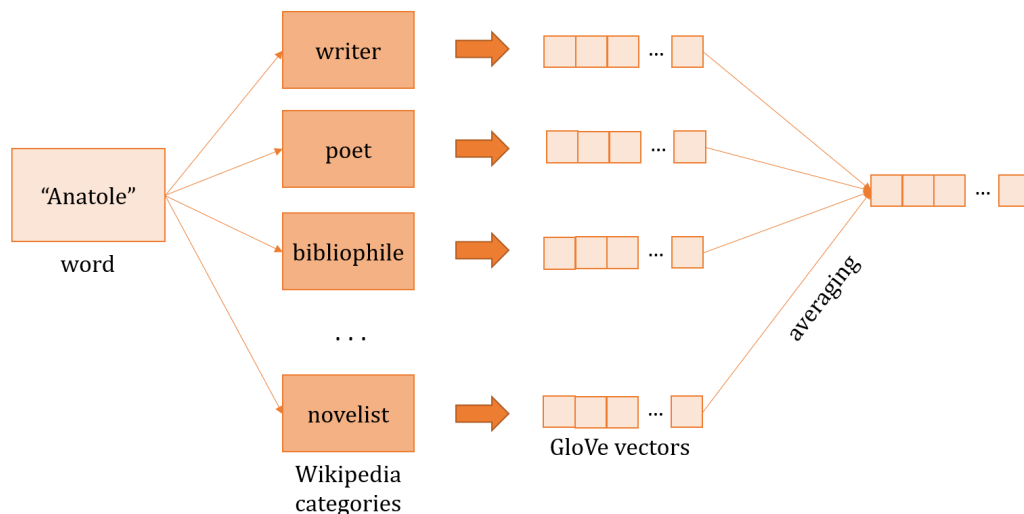 writer
...
poet
...
“Anatole”
...
word
bibliophile
...
averaging
. . .
novelist
...
GloVe vectors
Wikipedia
categories